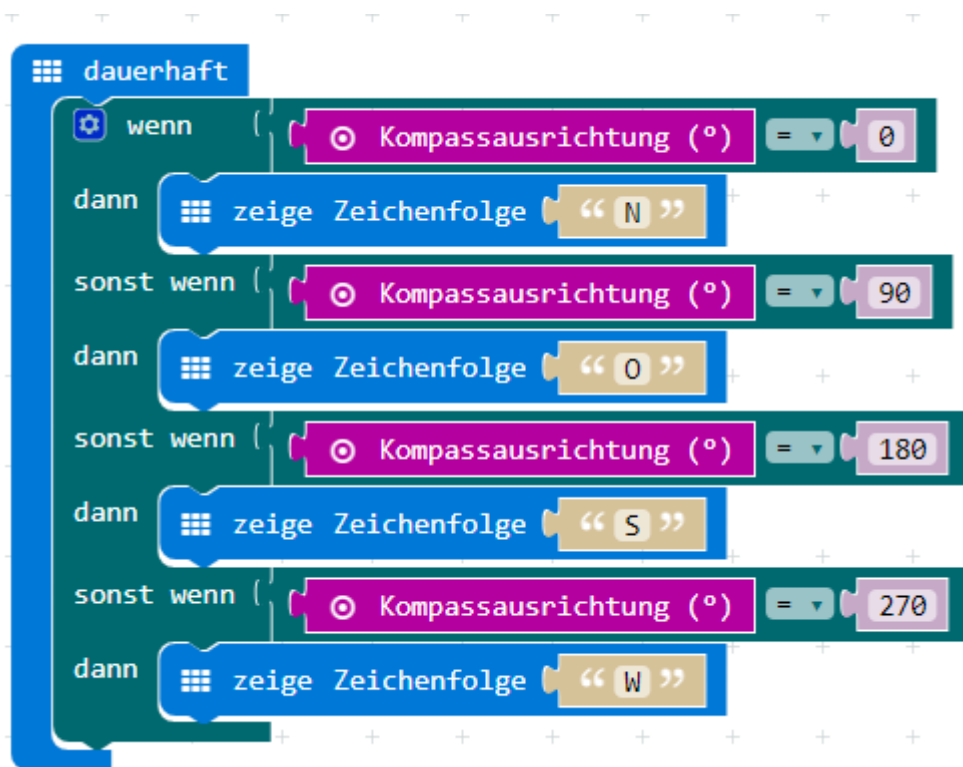 dauerhaft
wenn Kompassausrichtung (º) = 0
dann zeige Zeichenfolge “ N ”
sonst wenn Kompassausrichtung (º) = 90
dann zeige Zeichenfolge “ O ”
sonst wenn Kompassausrichtung (º) = 180
dann zeige Zeichenfolge “ S ”
sonst wenn Kompassausrichtung (º) = 270
dann zeige Zeichenfolge “ W ”